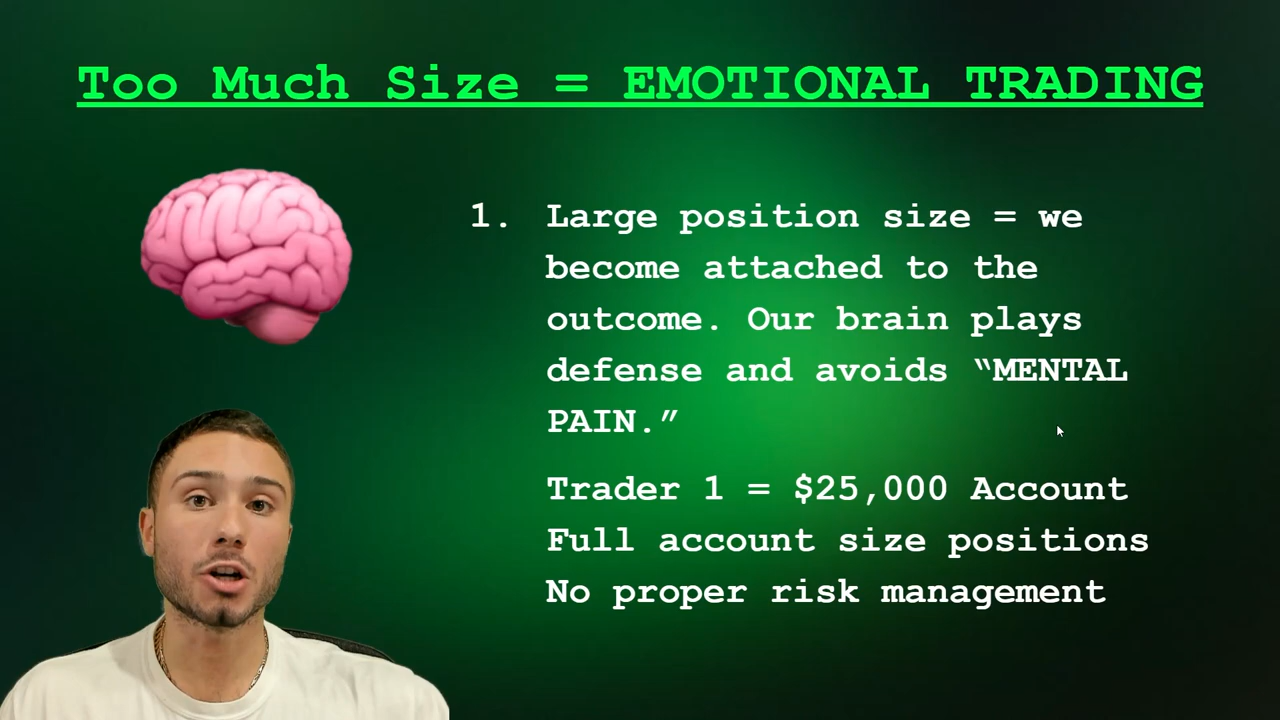 Too Much Size = EMOTIONAL TRADING
1. Large position size = we
become attached to the
outcome. Our brain plays
defense and avoids “MENTAL
PAIN.”
Trader 1 = $25,000 Account
Full account size positions
No proper risk management